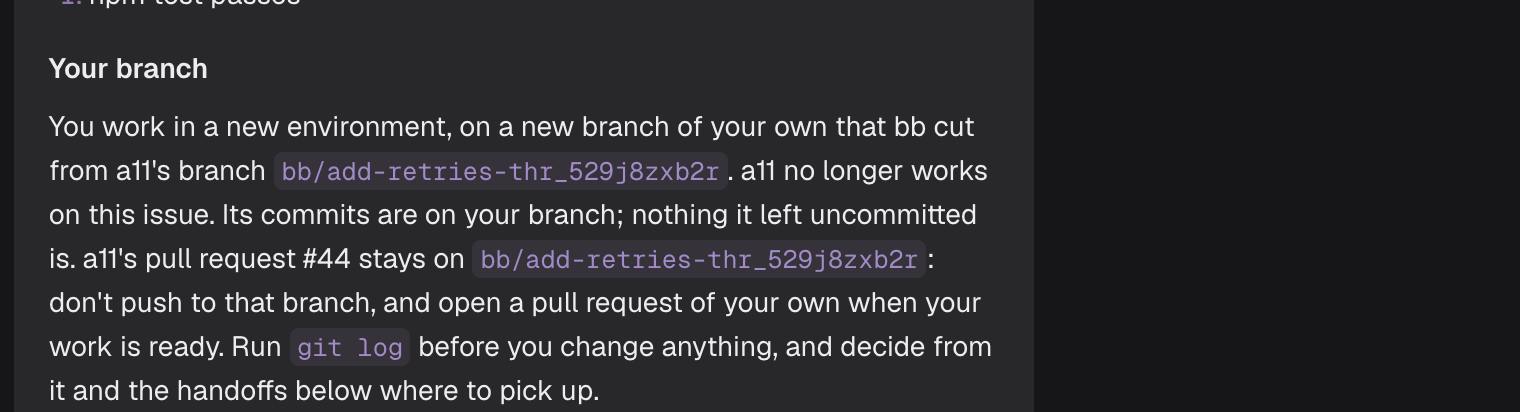 1. npm test passes
Your branch
You work in a new environment, on a new branch of your own that bb cut
from a11's branch bb/add-retries-thr_529j8zxb2r. a11 no longer works
on this issue. Its commits are on your branch; nothing it left uncommitted
is. a11's pull request #44 stays on bb/add-retries-thr_529j8zxb2r:
don't push to that branch, and open a pull request of your own when your
work is ready. Run git log before you change anything, and decide from
it and the handoffs below where to pick up.